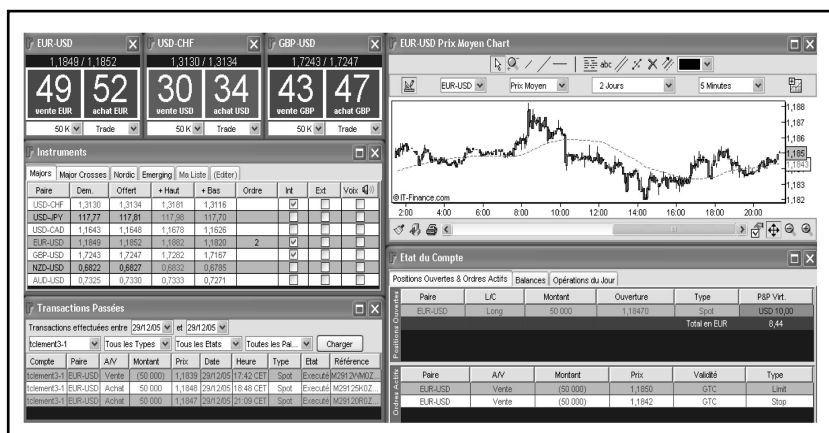 EUR-USD
1,1849 / 1,1852
49 52
vente EUR achat EUR
50 K Trade
USD-CHF
1,3130 / 1,3134
30 34
vente USD achat USD
50 K Trade
GBP-USD
1,7243 / 1,7247
43 47
vente GBP achat GBP
50 K Trade
Instruments
Majors Major Crosses Nordic Emerging Ma Liste (Editer)
Paire Dem. Offert + Haut + Bas Ordre Int Ext Voix
USD-CHF 1,3130 1,3134 1,3181 1,3116
USD-JPY 117,77 117,81 117,98 117,70
USD-CAD 1,1643 1,1648 1,1678 1,1626
EUR-USD 1,1849 1,1852 1,1882 1,1820 2
GBP-USD 1,7243 1,7247 1,7282 1,7167
NZD-USD 0,6822 0,6827 0,6832 0,6785
AUD-USD 0,7325 0,7330 0,7333 0,7271
Transactions Passées
Transactions effectuées entre 29/12/05 et 29/12/05
tclement3-1 Tous les Types Tous les Etats Toutes les Pai... Charger
Compte Paire A/V Montant Prix Date Heure Type Etat Référence
tclement3-1 EUR-USD Vente (50 000) 1,1839 29/12/05 17:42 CET Spot Executé M2912WM0Z...
tclement3-1 EUR-USD Achat 50 000 1,1848 29/12/05 18:48 CET Spot Executé M29125K0Z...
tclement3-1 EUR-USD Achat 50 000 1,1847 29/12/05 21:09 CET Spot Executé M29120R0Z...
EUR-USD Prix Moyen Chart
abc
EUR-USD Prix Moyen 2 Jours 5 Minutes
1,188
1,187
1,186
1,185
1,1843
1,183
1,182
©IT-Finance.com
2:00 4:00 6:00 8:00 10:00 12:00 14:00 16:00 18:00 20:00
Etat du Compte
Positions Ouvertes & Ordres Actifs Balances Opérations du Jour
Positions Ouvertes
Paire L/C Montant Ouverture Type P&P Virt.
EUR-USD Long 50 000 1,18470 Spot USD 10,00
Total en EUR 8,44
Ordres Actifs
Paire A/V Montant Prix Validité Type
EUR-USD Vente (50 000) 1,1850 GTC Limit
EUR-USD Vente (50 000) 1,1842 GTC Stop